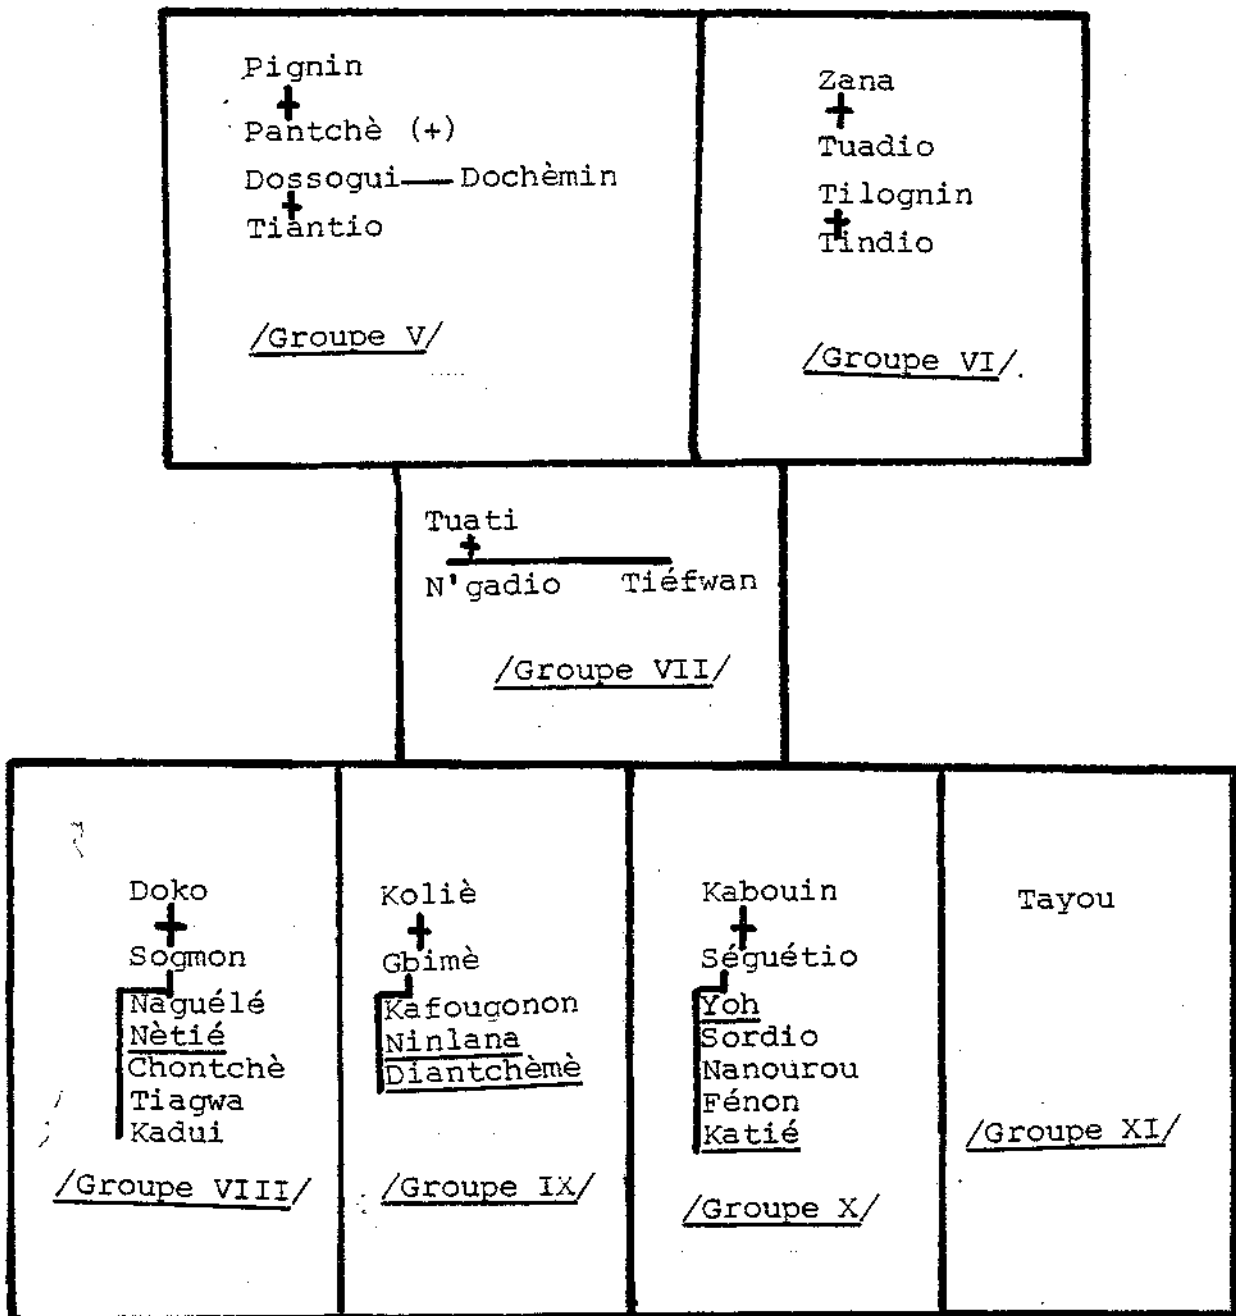 Pignin
Pantchè (+)
Dossogui — Dochèmin
Tiantio
/Groupe V/
Zana
Tuadio
Tilognin
Tindio
/Groupe VI/.
Tuati
N'gadio Tiéfwan
/Groupe VII/
Doko
Sogmon
Naguélé
Nètié
Chontchè
Tiagwa
Kadui
/Groupe VIII/
Koliè
Gbimè
Kafougonon
Ninlana
Diantchèmè
/Groupe IX/
Kabouin
Séguétio
Yoh
Sordio
Nanourou
Fénon
Katié
/Groupe X/
Tayou
/Groupe XI/